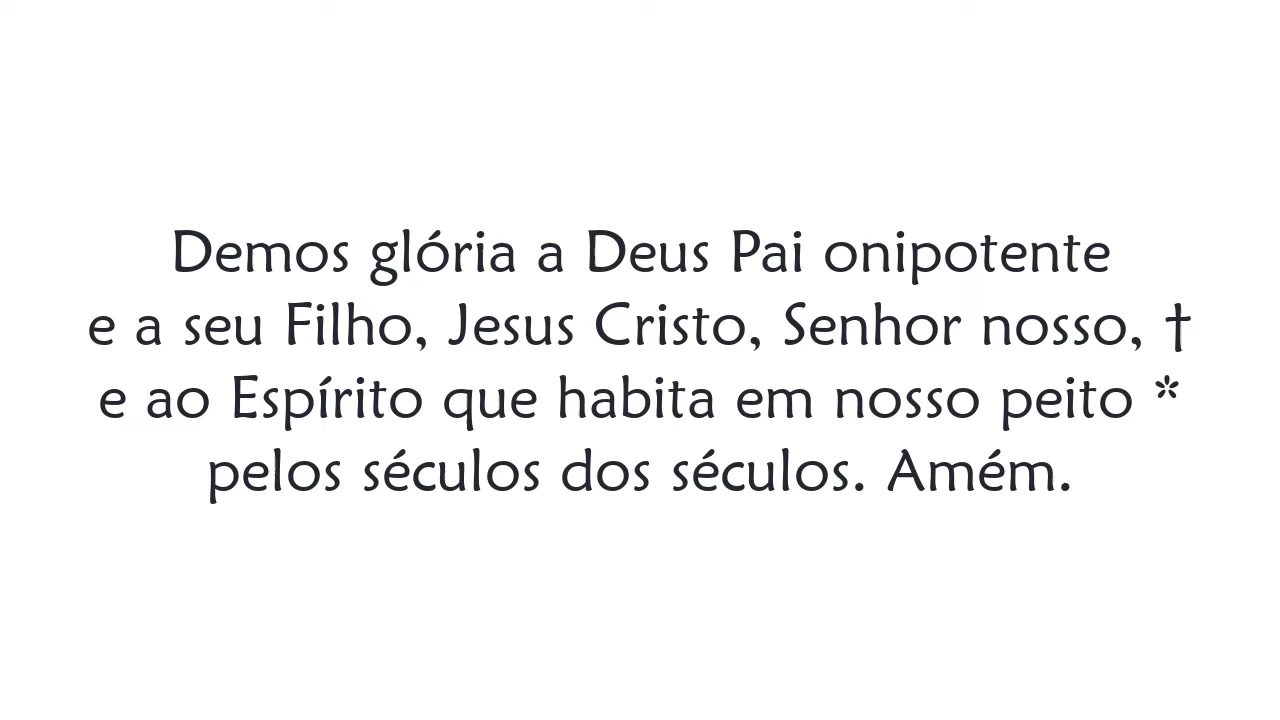 Demos glória a Deus Pai onipotente
e a seu Filho, Jesus Cristo, Senhor nosso, †
e ao Espírito que habita em nosso peito *
pelos séculos dos séculos. Amém.